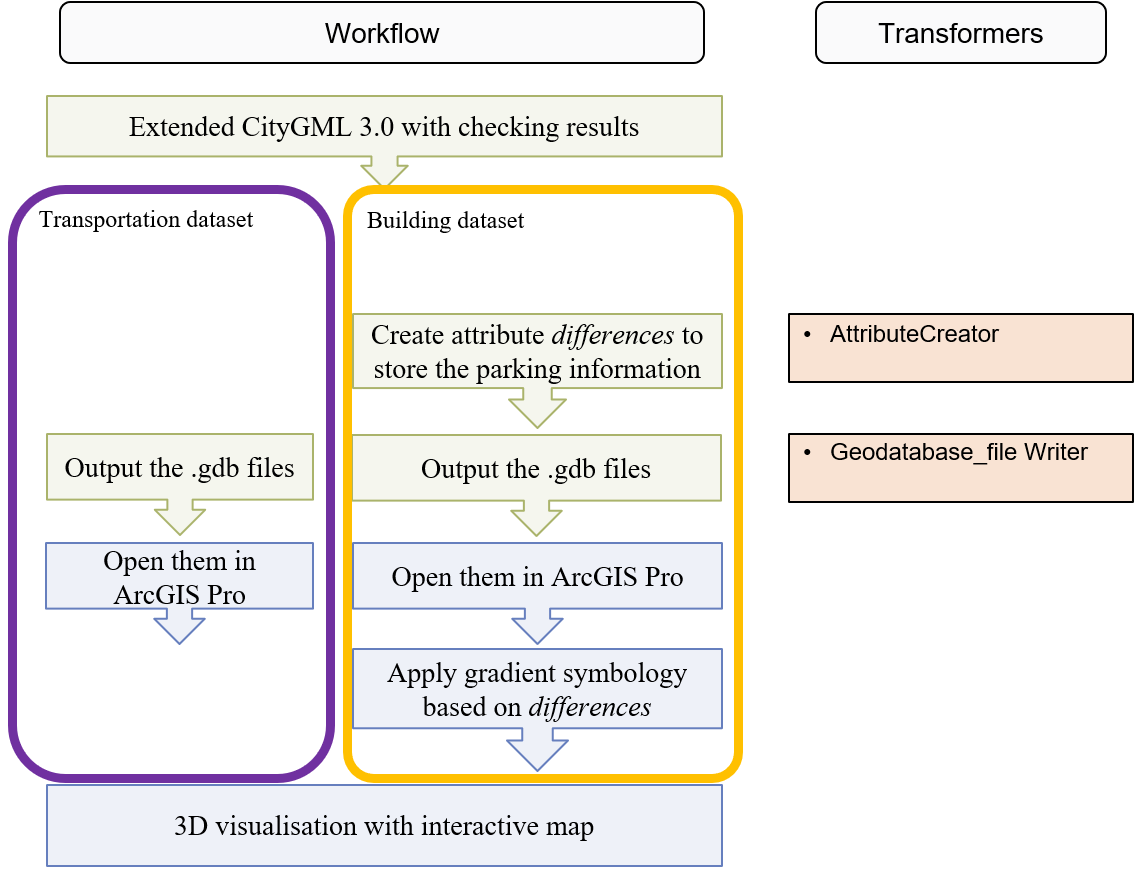 Workflow
Transformers
Extended CityGML 3.0 with checking results
Transportation dataset
Building dataset
Create attribute differences to
store the parking information
• AttributeCreator
Output the .gdb files
Output the .gdb files
• Geodatabase_file Writer
Open them in
ArcGIS Pro
Open them in ArcGIS Pro
Apply gradient symbology
based on differences
3D visualisation with interactive map